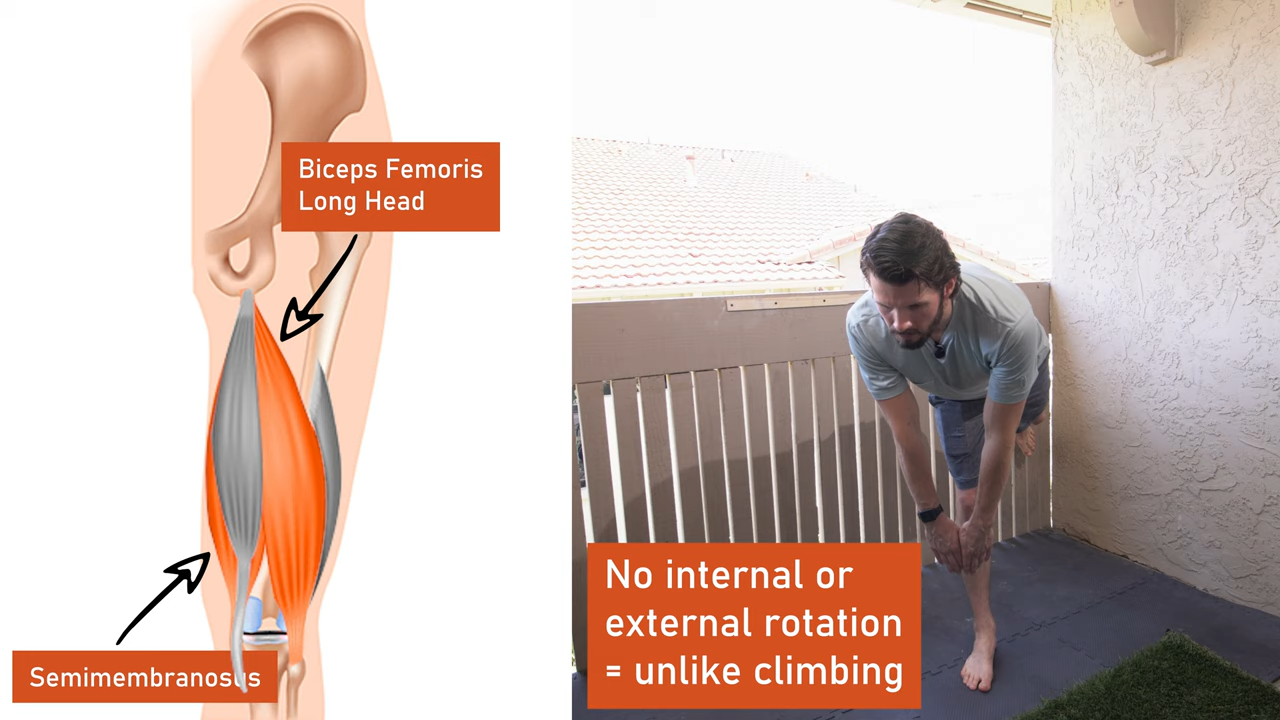 Biceps Femoris
Long Head
Semimembranosus
No internal or
external rotation
= unlike climbing